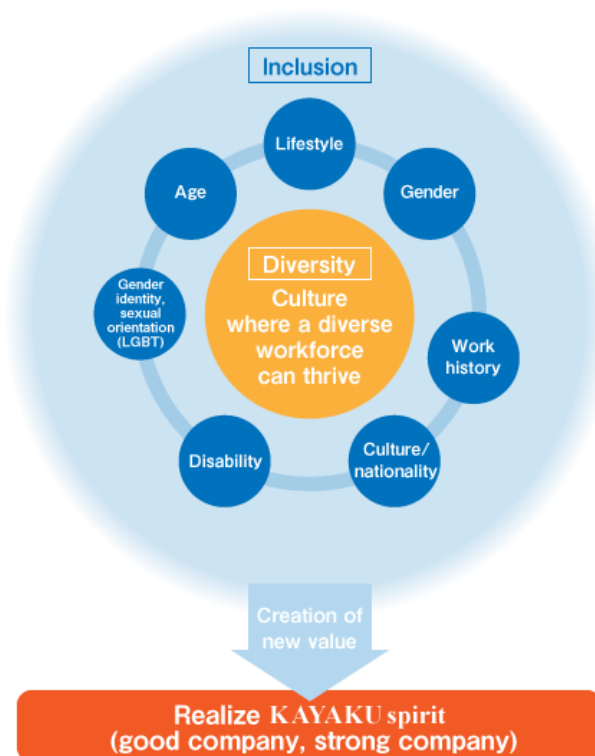 Inclusion
Lifestyle
Age
Gender
Diversity
Culture
where a diverse
workforce
can thrive
Gender
identity,
sexual
orientation
(LGBT)
Work
history
Disability
Culture/
nationality
Creation of
new value
Realize KAYAKU spirit
(good company, strong company)